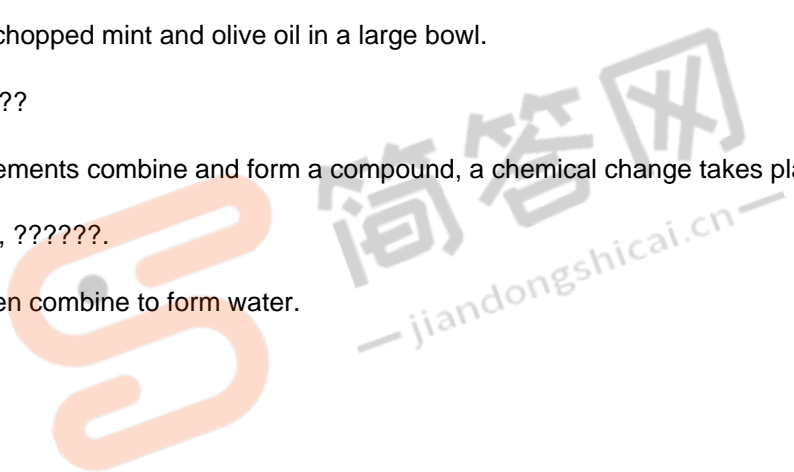 chopped mint and olive oil in a large bowl.
??
ements combine and form a compound, a chemical change takes pla
, ??????.
en combine to form water.
简答网
jiandongshicai.cn